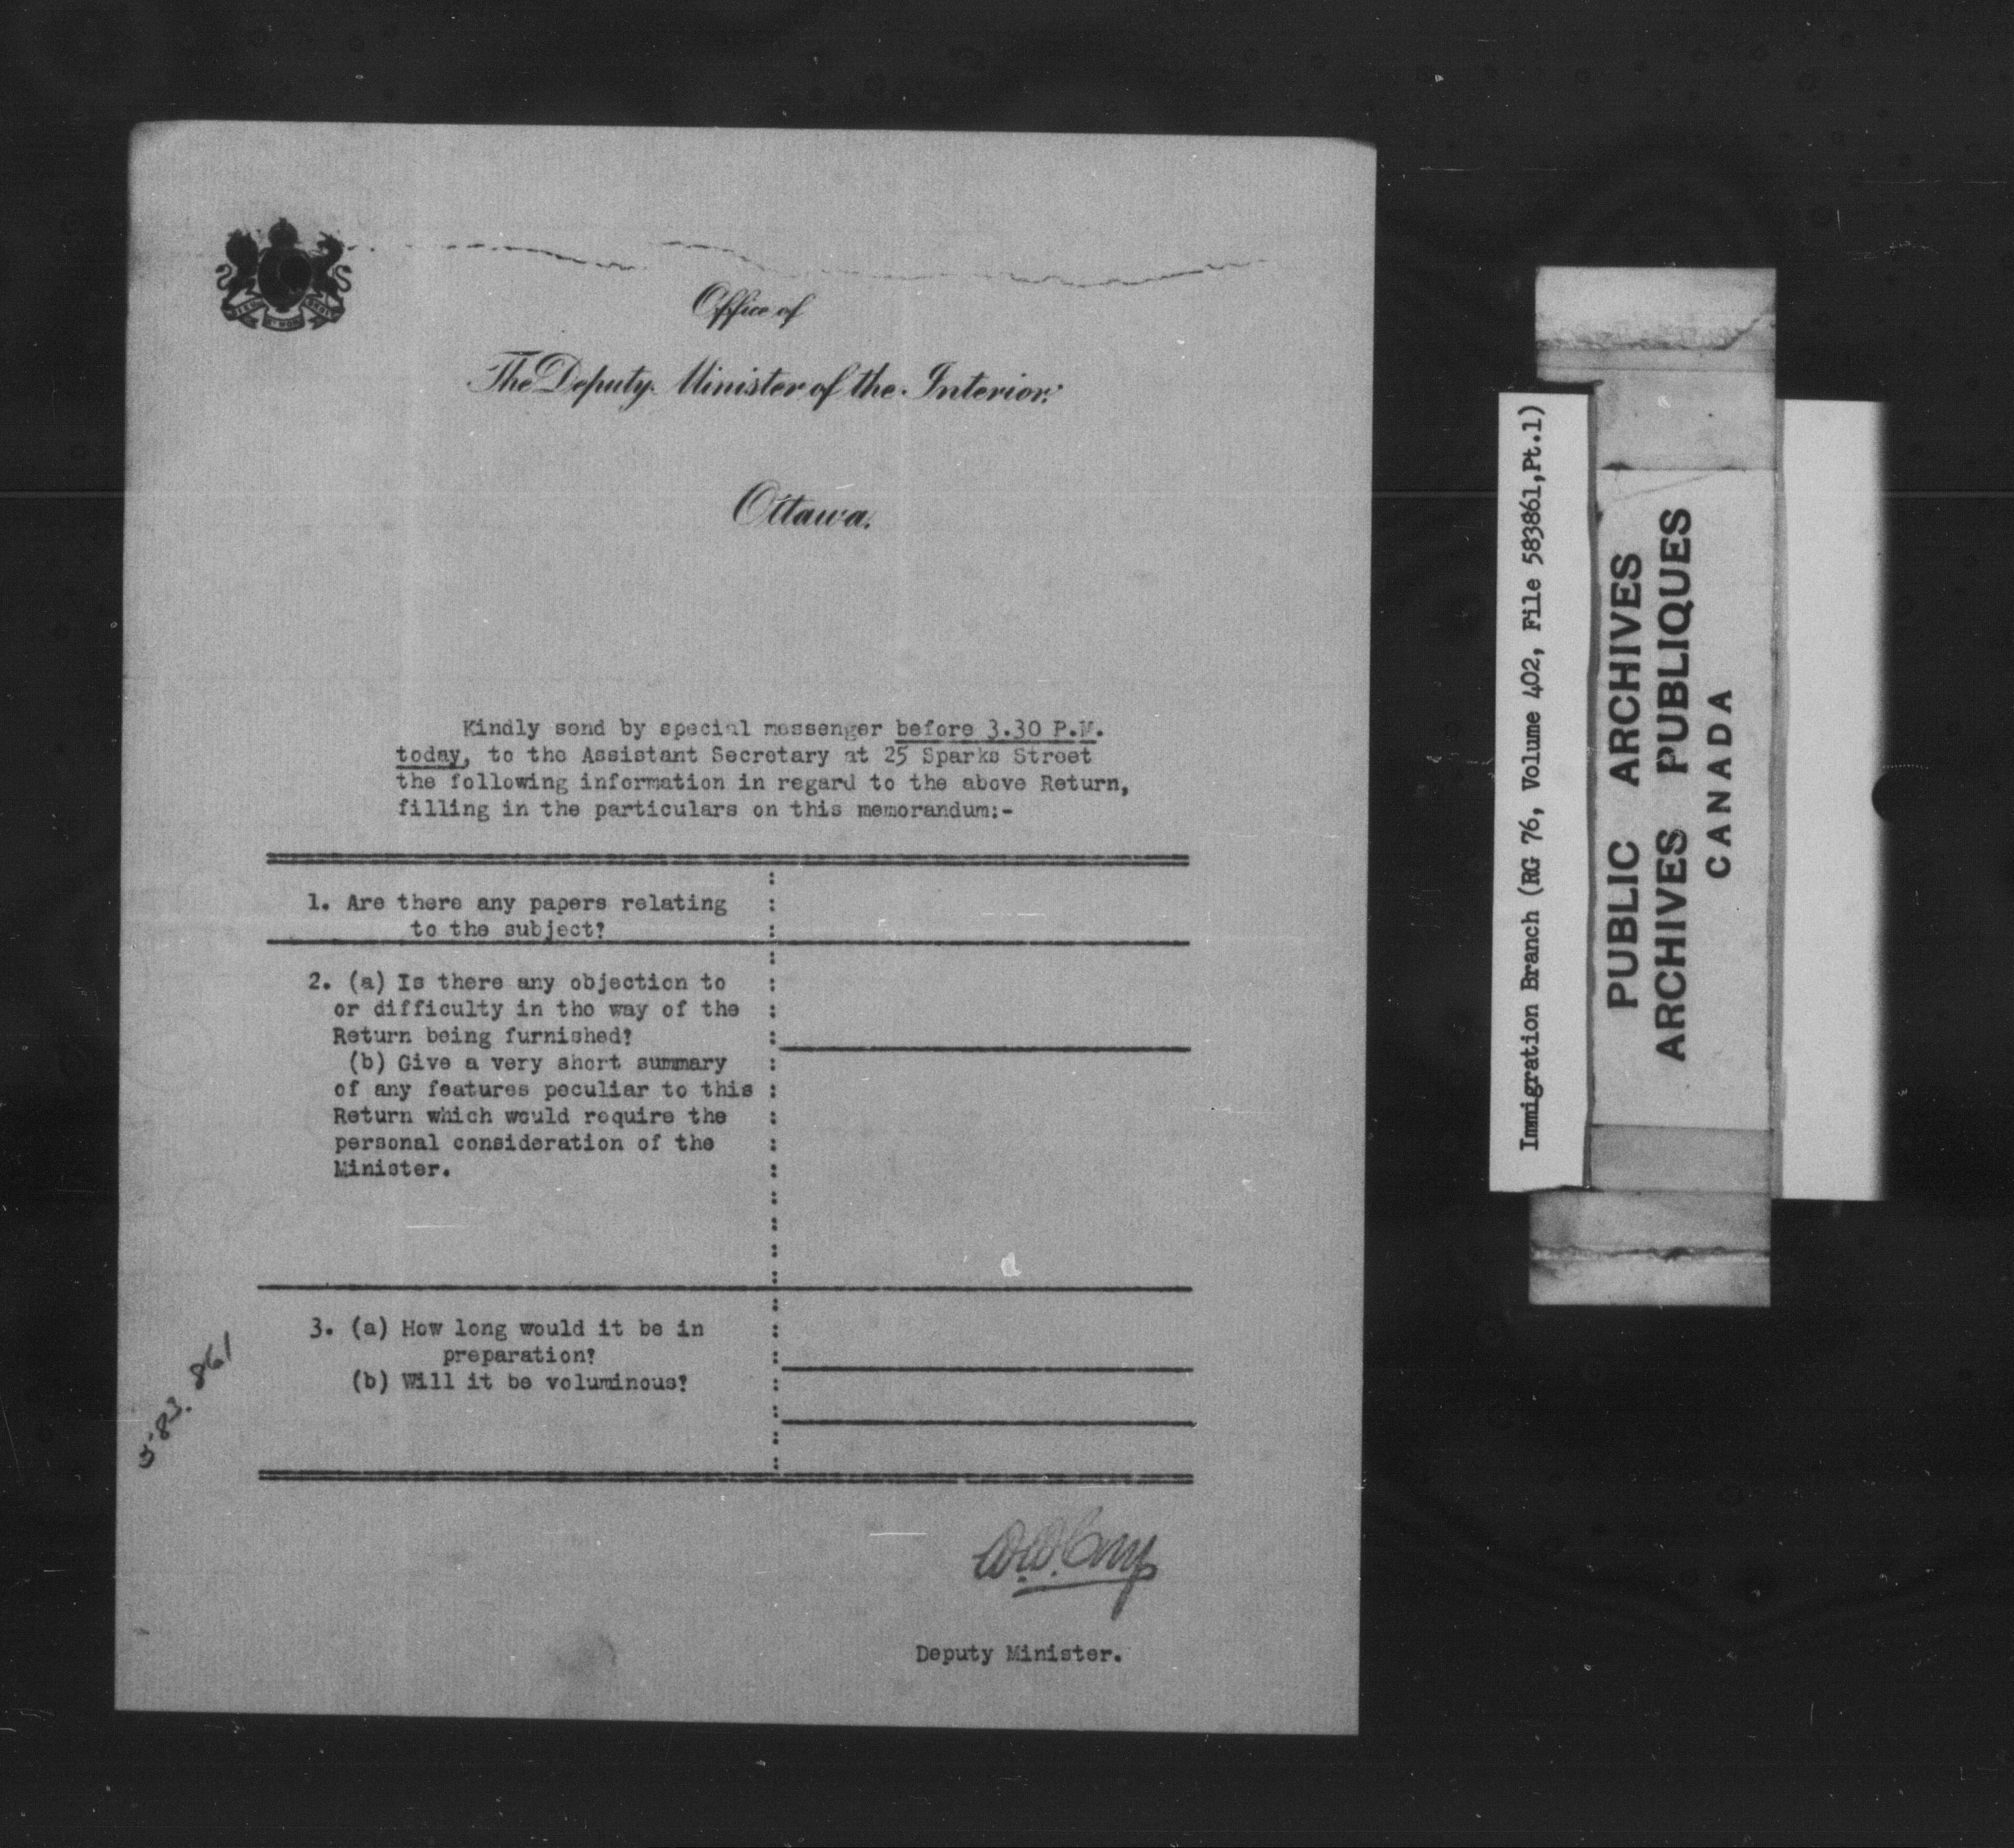 Office of
The Deputy Minister of the Interior.
Ottawa.
Kindly send by special messenger before 3.30 P.M.
today, to the Assistant Secretary at 25 Sparks Street
the following information in regard to the above Return,
filling in the particulars on this memorandum:-
1. Are there any papers relating
to the subject?
2. (a) Is there any objection to
or difficulty in the way of the
Return being furnished?
(b) Give a very short summary
of any features peculiar to this
Return which would require the
personal consideration of the
Minister.
3. (a) How long would it be in
preparation?
(b) Will it be voluminous?
583.861
Deputy Minister.
Immigration Branch (RG 76, Volume 402, File 583861,Pt.1)
PUBLIC ARCHIVES
ARCHIVES PUBLIQUES
CANADA